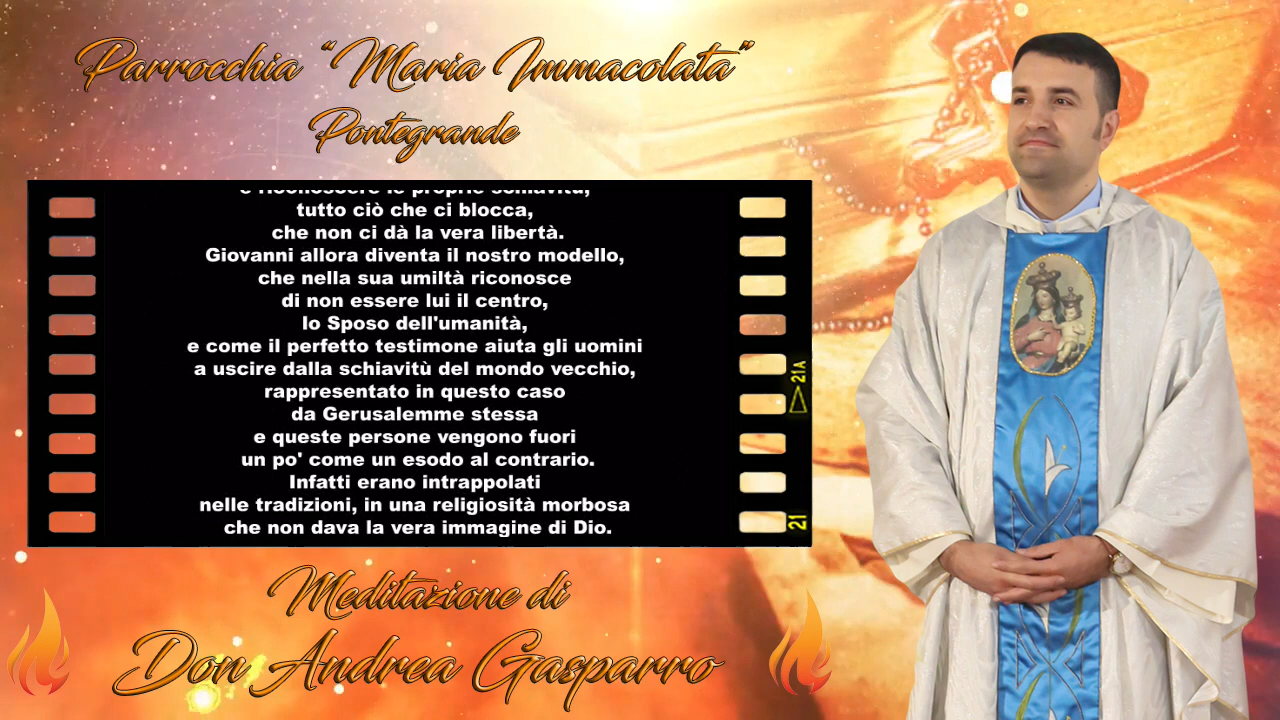 Parrocchia “Maria Immacolata”
Pontegrande
e riconoscere le proprie schiavitù,
tutto ciò che ci blocca,
che non ci dà la vera libertà.
Giovanni allora diventa il nostro modello,
che nella sua umiltà riconosce
di non essere lui il centro,
lo Sposo dell'umanità,
e come il perfetto testimone aiuta gli uomini
a uscire dalla schiavitù del mondo vecchio,
rappresentato in questo caso
da Gerusalemme stessa
e queste persone vengono fuori
un po' come un esodo al contrario.
Infatti erano intrappolati
nelle tradizioni, in una religiosità morbosa
che non dava la vera immagine di Dio.
21A
21
Meditazione di
Don Andrea Gasparro